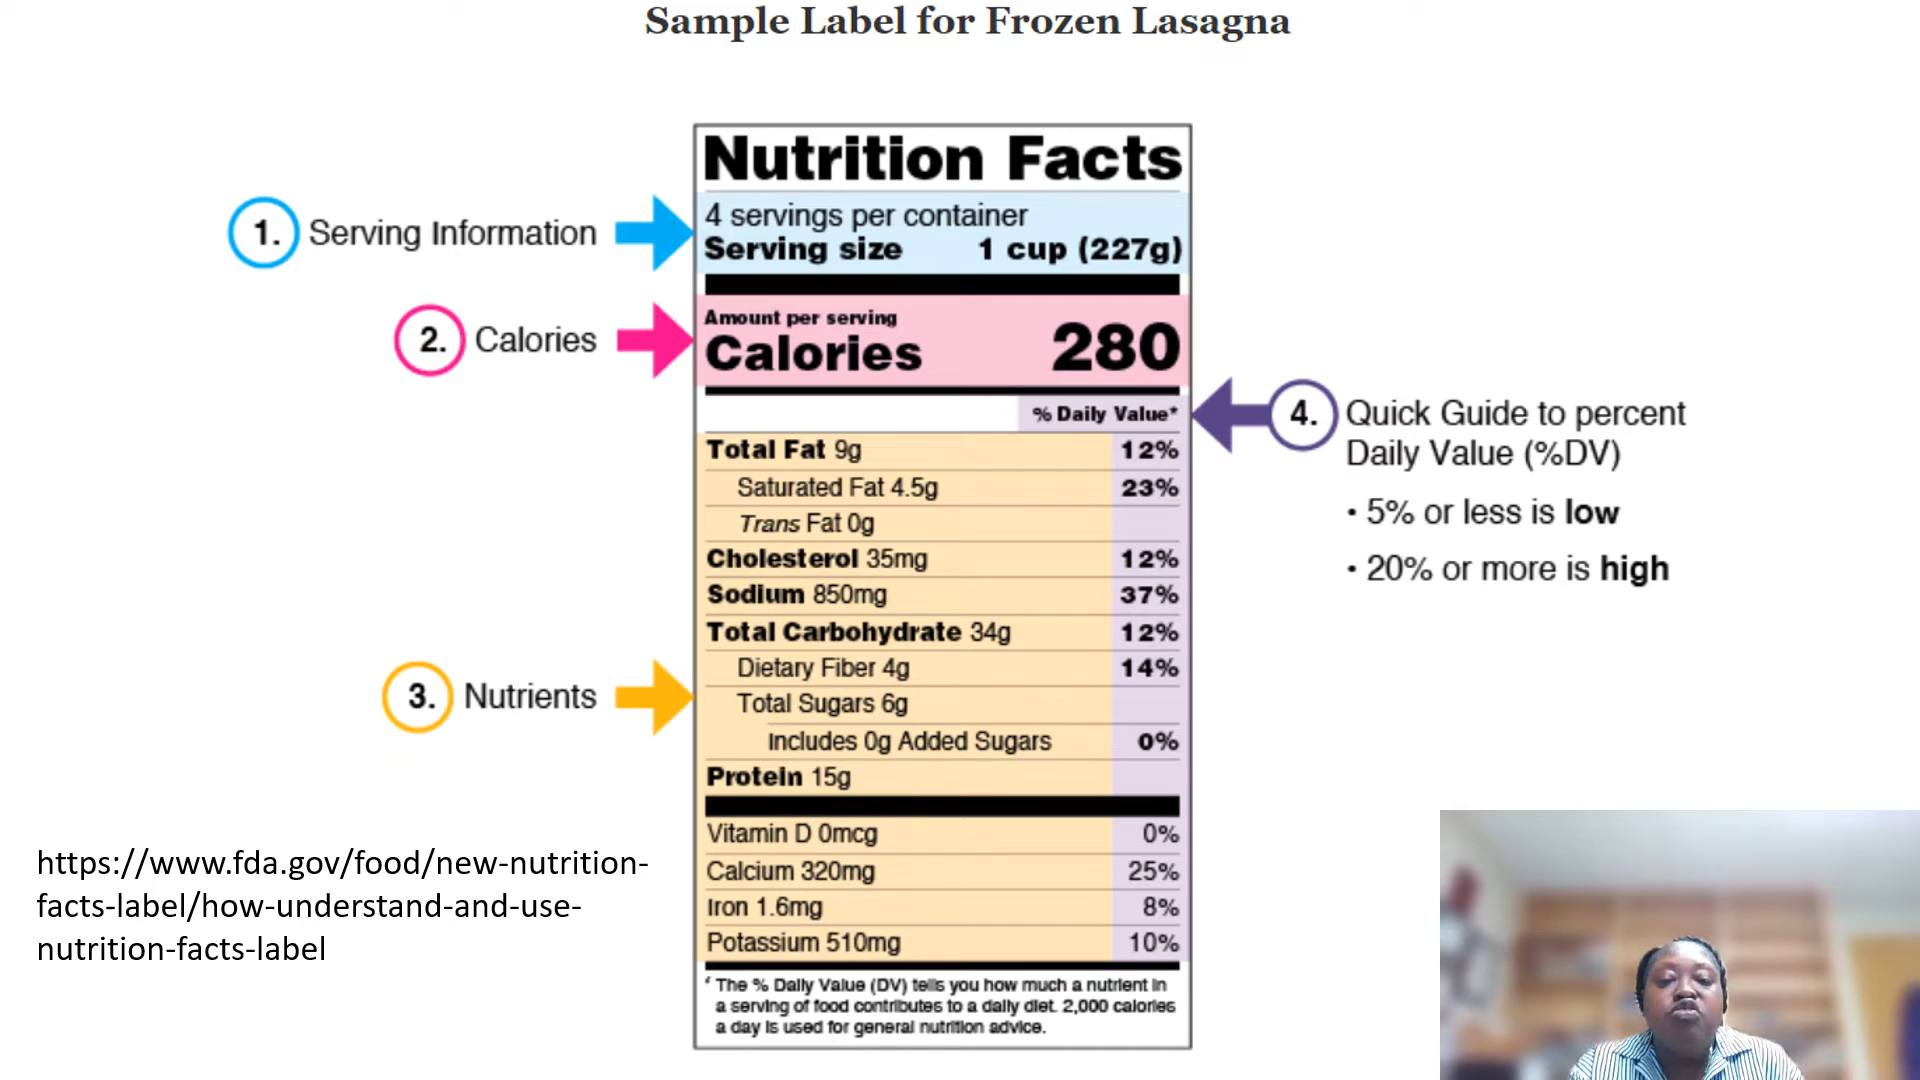 Sample Label for Frozen Lasagna
Nutrition Facts
4 servings per container
Serving size 1 cup (227g)
1. Serving Information
Amount per serving
Calories 280
2. Calories
% Daily Value*
4. Quick Guide to percent
Daily Value (%DV)
• 5% or less is low
• 20% or more is high
Total Fat 9g 12%
Saturated Fat 4.5g 23%
Trans Fat 0g
Cholesterol 35mg 12%
Sodium 850mg 37%
Total Carbohydrate 34g 12%
Dietary Fiber 4g 14%
Total Sugars 6g
Includes 0g Added Sugars 0%
Protein 15g
3. Nutrients
Vitamin D 0mcg 0%
Calcium 320mg 25%
Iron 1.6mg 8%
Potassium 510mg 10%
* The % Daily Value (DV) tells you how much a nutrient in
a serving of food contributes to a daily diet. 2,000 calories
a day is used for general nutrition advice.
https://www.fda.gov/food/new-nutrition-
facts-label/how-understand-and-use-
nutrition-facts-label